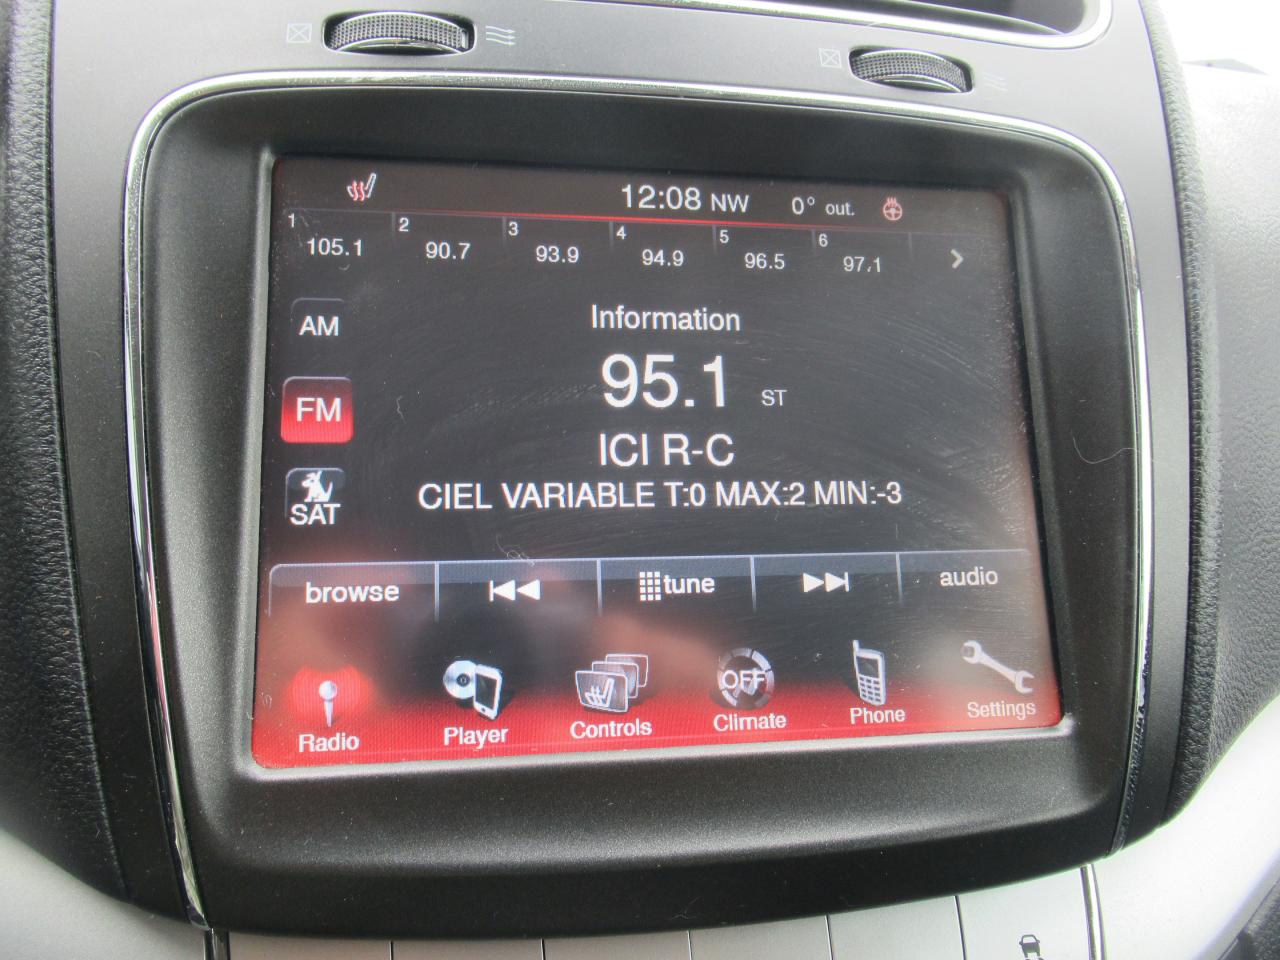 12:08 NW 0° out.
1 2 3 4 5 6
105.1 90.7 93.9 94.9 96.5 97.1
AM
Information
95.1 ST
FM
ICI R-C
SAT
CIEL VARIABLE T:0 MAX:2 MIN:-3
browse tune audio
OFF
Radio Player Controls Climate Phone Settings